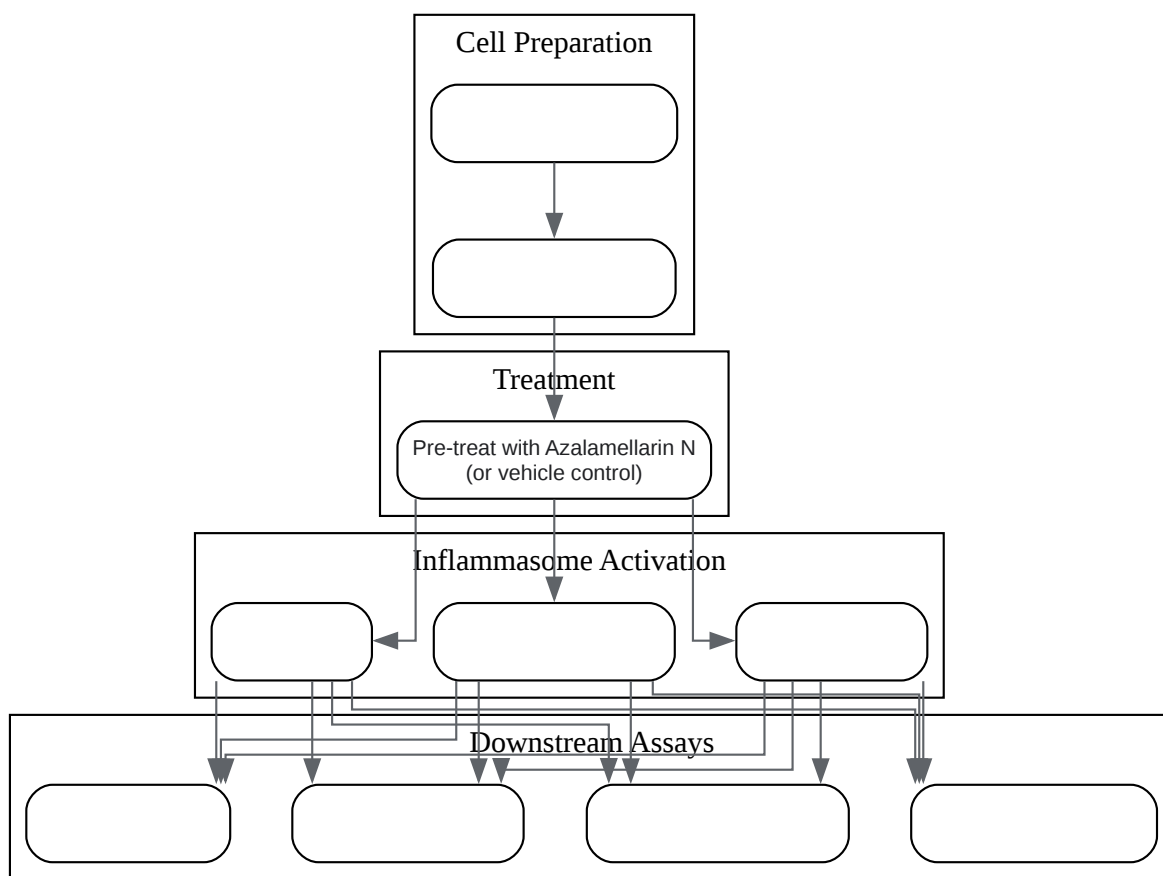 Cell Preparation
Treatment
Pre-treat with Azalamellarin N
(or vehicle control)
Inflammasome Activation
Downstream Assays